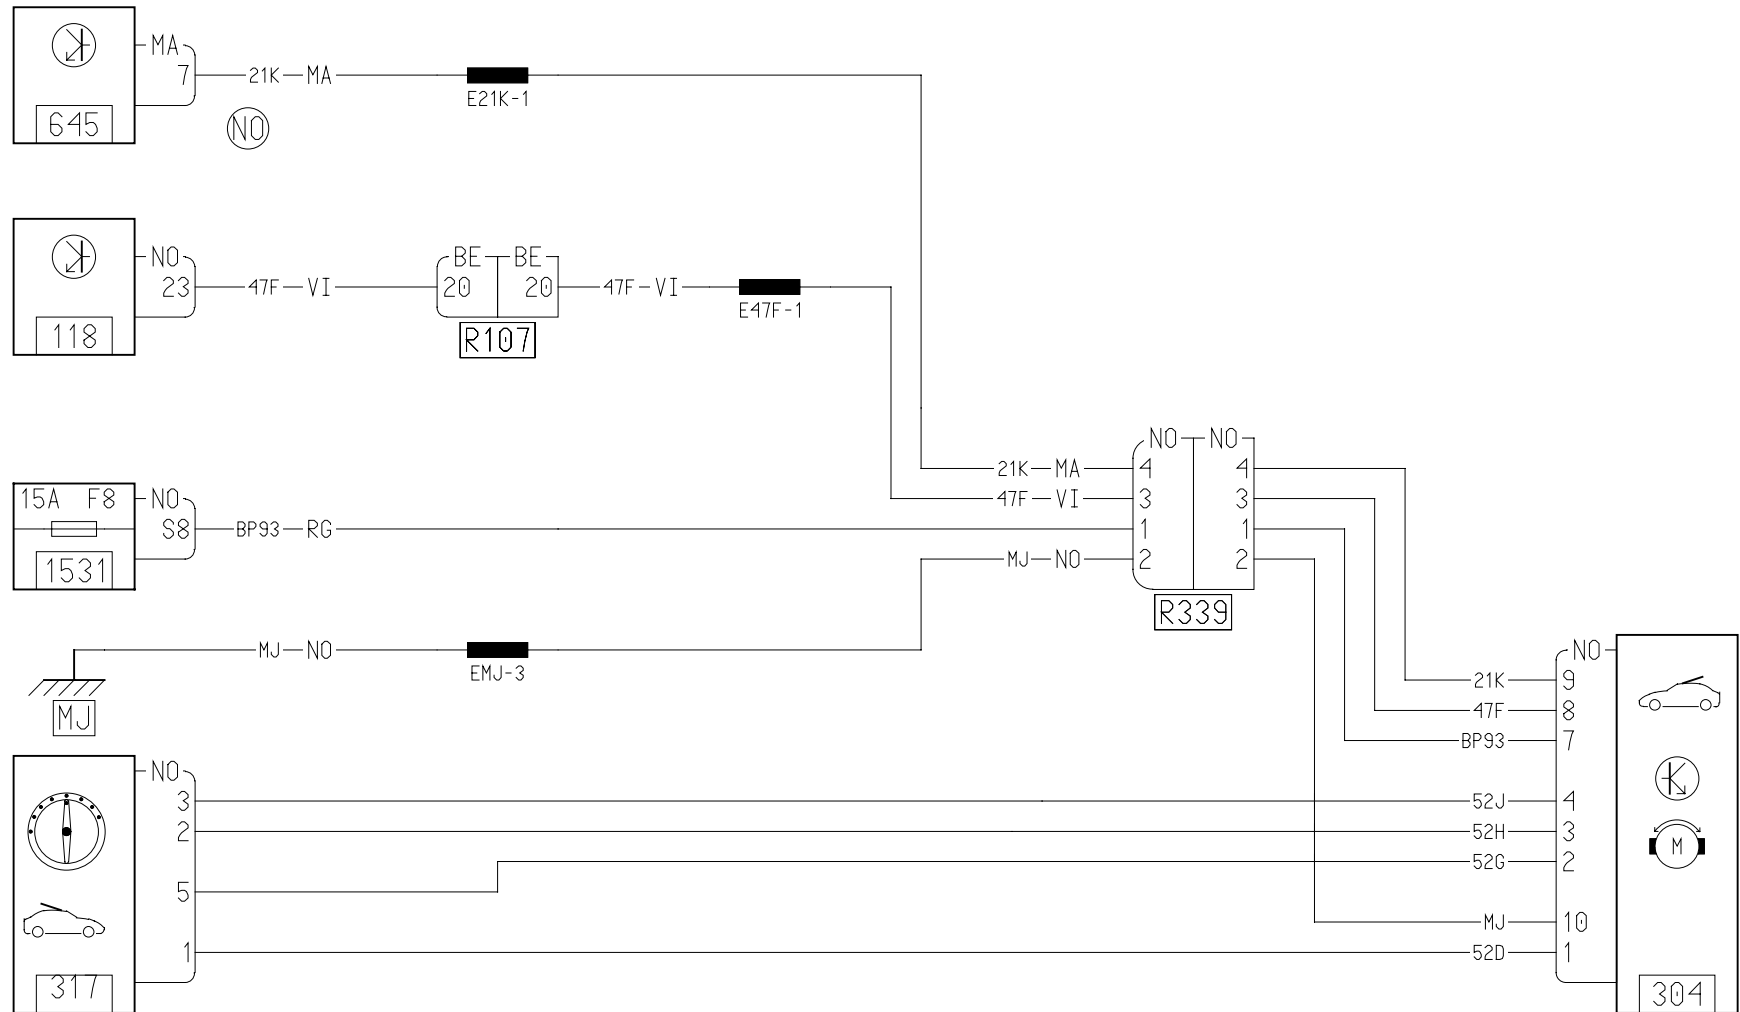 MA
7 21K MA
E21K-1
645
NO
NO BE BE
23 47F VI 20 20 47F VI
E47F-1
118
R107
NO NO
21K MA 4 4
15A F8 NO 47F VI 3 3
S8 BP93 RG 1 1
1531 MJ NO 2 2
R339
MJ NO NO
EMJ-3
21K 9
MJ
47F 8
BP93 7
NO
3 52J 4
2 52H 3
M
5 52G 2
MJ 10
1 52D 1
317 304